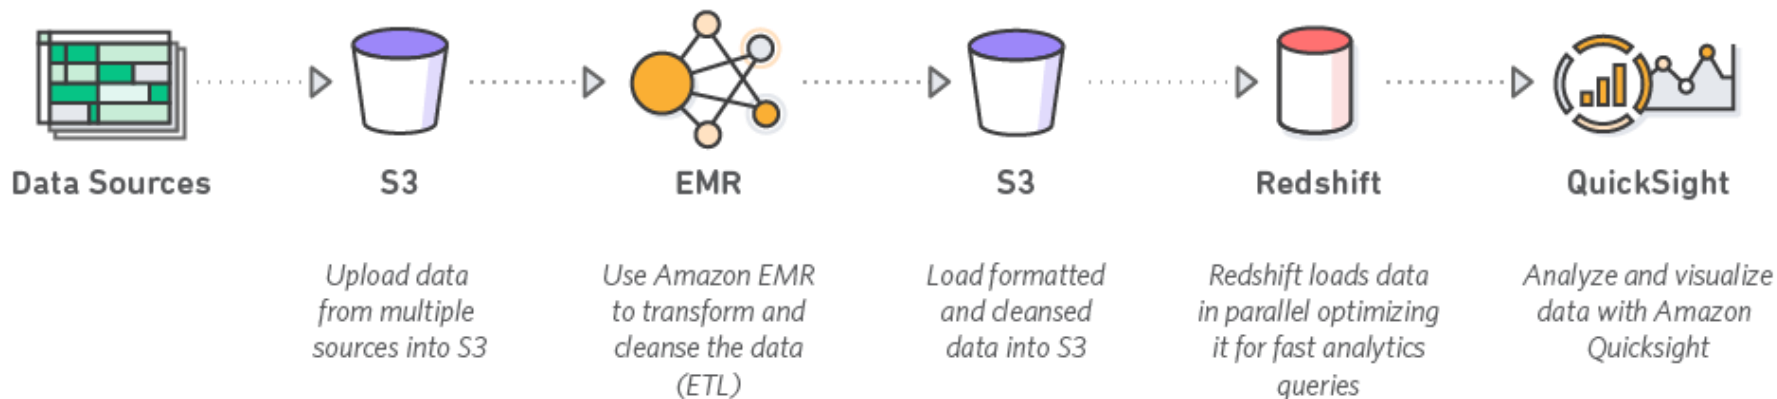 Data Sources
S3
EMR
S3
Redshift
QuickSight
Upload data
from multiple
sources into S3
Use Amazon EMR
to transform and
cleanse the data
(ETL)
Load formatted
and cleansed
data into S3
Redshift loads data
in parallel optimizing
it for fast analytics
queries
Analyze and visualize
data with Amazon
Quicksight